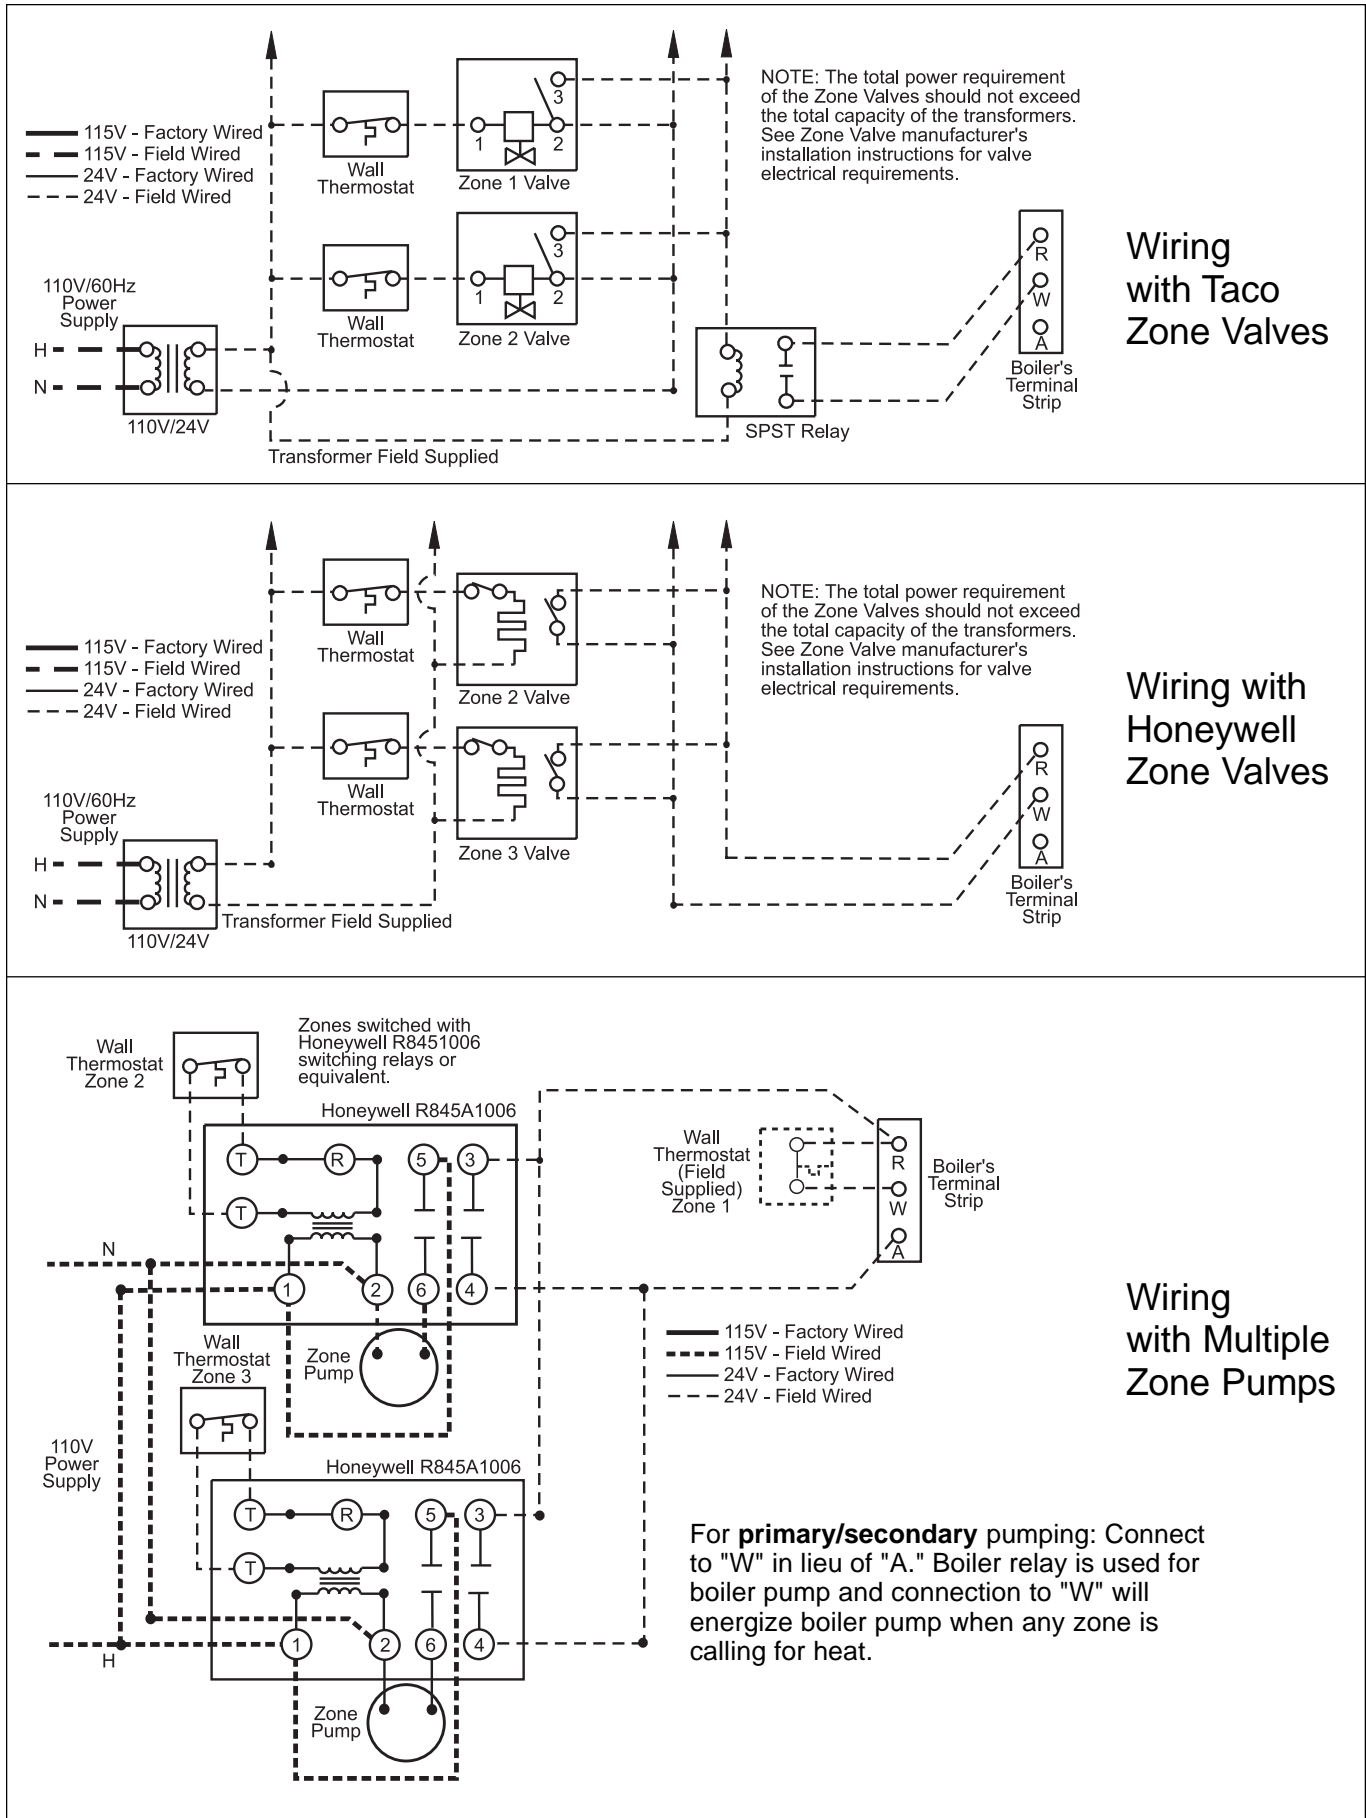 NOTE: The total power requirement
of the Zone Valves should not exceed
the total capacity of the transformers.
See Zone Valve manufacturer's
installation instructions for valve
electrical requirements.
115V - Factory Wired
115V - Field Wired
24V - Factory Wired
24V - Field Wired
3
1
2
Wall
Thermostat
Zone 1 Valve
3
1
2
Wall
Thermostat
Zone 2 Valve
110V/60Hz
Power
Supply
H
N
110V/24V
Transformer Field Supplied
SPST Relay
R
W
A
Boiler's
Terminal
Strip
Wiring
with Taco
Zone Valves
NOTE: The total power requirement
of the Zone Valves should not exceed
the total capacity of the transformers.
See Zone Valve manufacturer's
installation instructions for valve
electrical requirements.
115V - Factory Wired
115V - Field Wired
24V - Factory Wired
24V - Field Wired
Wall
Thermostat
Zone 2 Valve
Wall
Thermostat
Zone 3 Valve
110V/60Hz
Power
Supply
H
N
110V/24V
Transformer Field Supplied
R
W
A
Boiler's
Terminal
Strip
Wiring with
Honeywell
Zone Valves
Zones switched with
Honeywell R8451006
switching relays or
equivalent.
Wall
Thermostat
Zone 2
Honeywell R845A1006
T
R
5
3
T
N
1
2
6
4
Wall
Thermostat
Zone 3
Zone
Pump
Wall
Thermostat
(Field
Supplied)
Zone 1
R
W
A
Boiler's
Terminal
Strip
115V - Factory Wired
115V - Field Wired
24V - Factory Wired
24V - Field Wired
Wiring
with Multiple
Zone Pumps
110V
Power
Supply
Honeywell R845A1006
T
R
5
3
T
H
1
2
6
4
Zone
Pump
For primary/secondary pumping: Connect
to "W" in lieu of "A." Boiler relay is used for
boiler pump and connection to "W" will
energize boiler pump when any zone is
calling for heat.